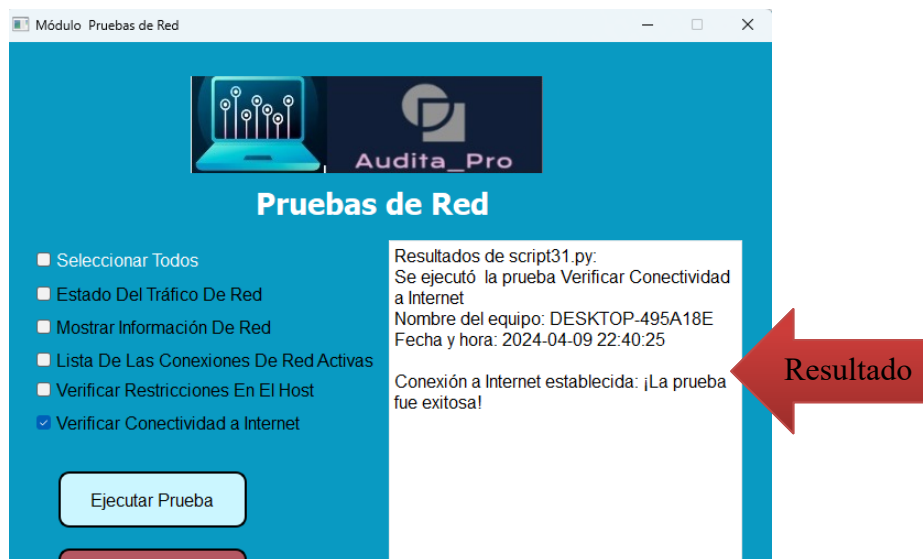 Módulo Pruebas de Red
Audita_Pro
Pruebas de Red
Seleccionar Todos
Estado Del Tráfico De Red
Mostrar Información De Red
Lista De Las Conexiones De Red Activas
Verificar Restricciones En El Host
Verificar Conectividad a Internet
Ejecutar Prueba
Resultados de script31.py:
Se ejecutó la prueba Verificar Conectividad
a Internet
Nombre del equipo: DESKTOP-495A18E
Fecha y hora: 2024-04-09 22:40:25
Conexión a Internet establecida: ¡La prueba
fue exitosa!
Resultado